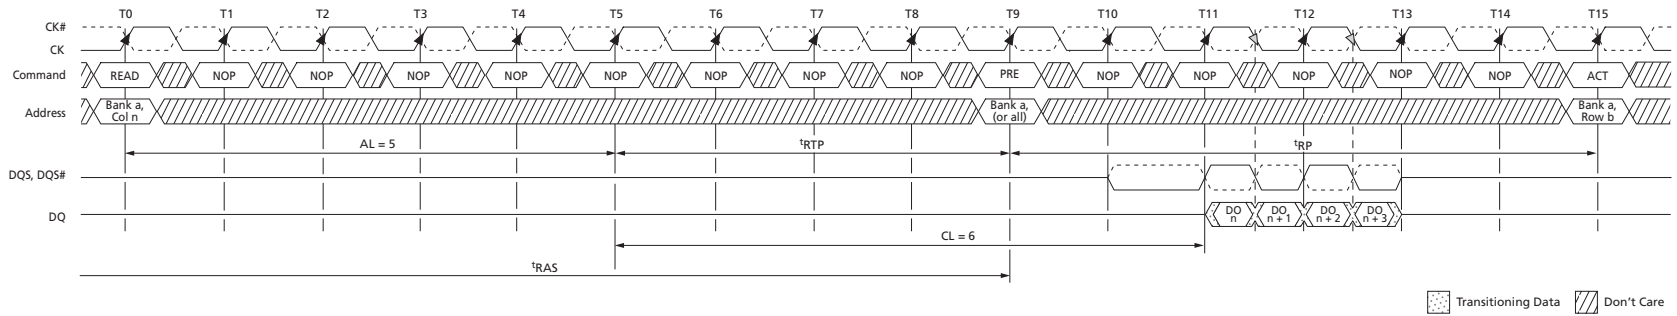 T0 T1 T2 T3 T4 T5 T6 T7 T8 T9 T10 T11 T12 T13 T14 T15
CK#
CK
Command READ NOP NOP NOP NOP NOP NOP NOP NOP PRE NOP NOP NOP NOP NOP ACT
Address Bank a, Col n Bank a, (or all) Bank a, Row b
AL = 5 tRTP tRP
DQS, DQS#
DQ DO n DO n + 1 DO n + 2 DO n + 3
CL = 6
tRAS
Transitioning Data Don't Care